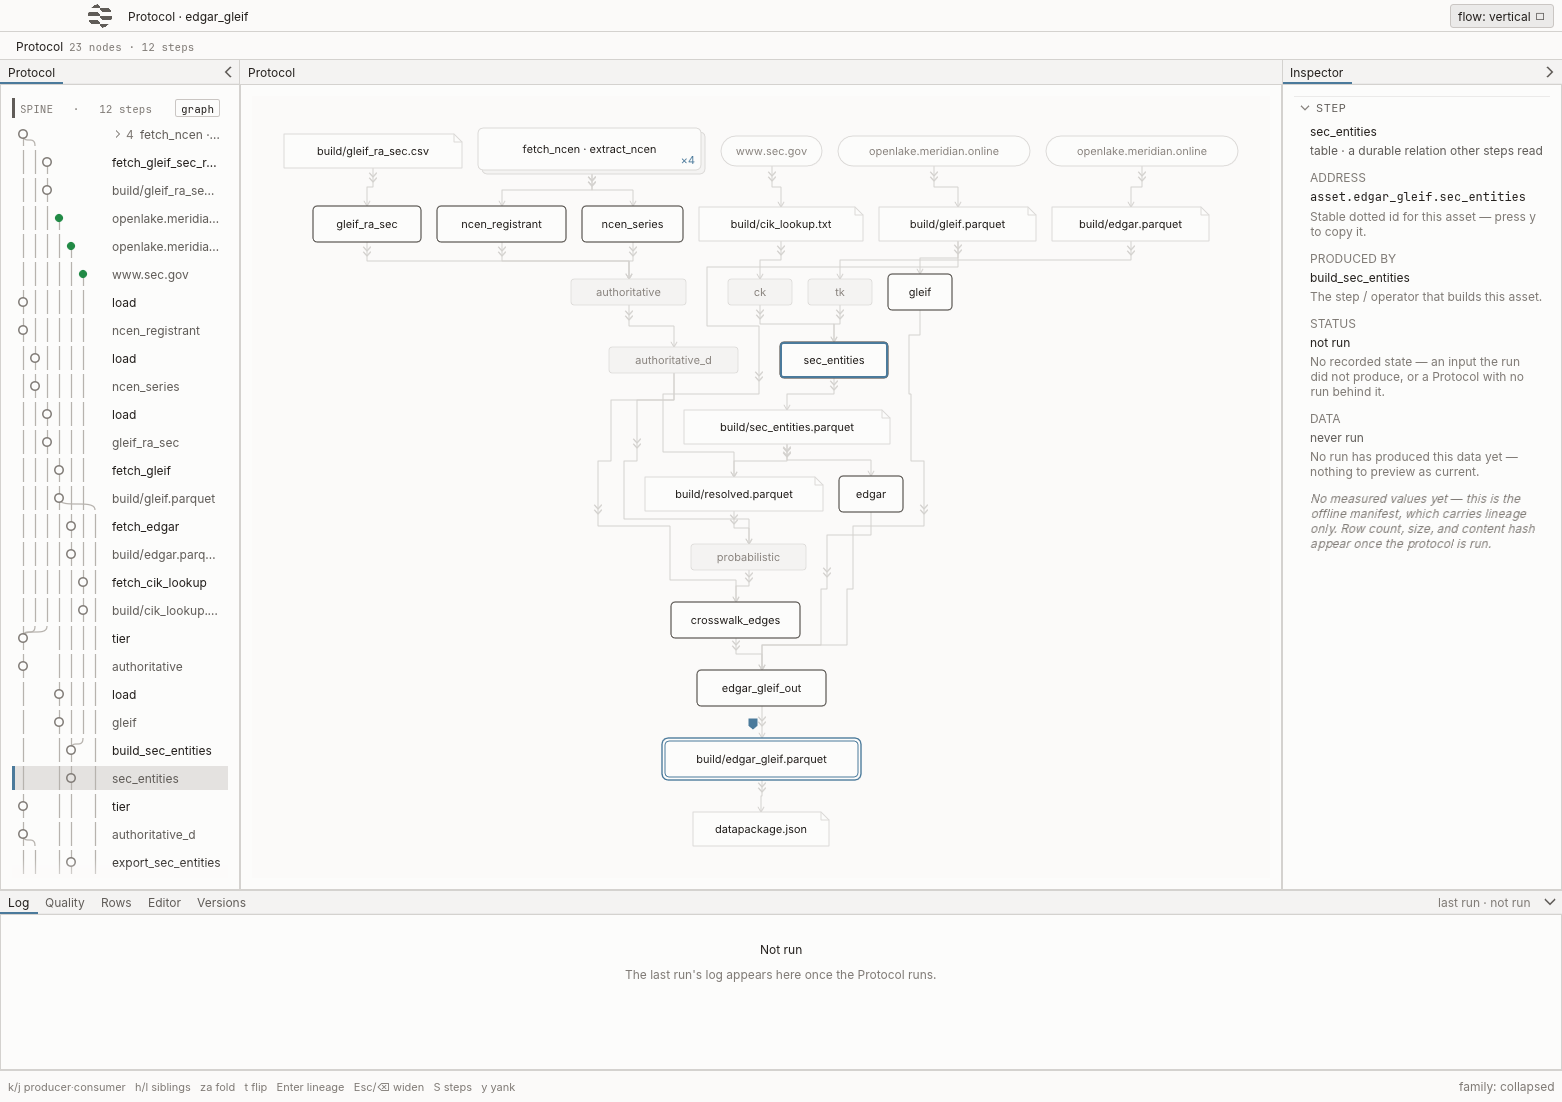 Protocol · edgar_gleif
flow: vertical
Protocol 23 nodes · 12 steps
Protocol
Protocol
Inspector
SPINE · 12 steps graph
4 fetch_ncen ·...
fetch_gleif_sec_r...
build/gleif_ra_se...
openlake.meridia...
openlake.meridia...
www.sec.gov
load
ncen_registrant
load
ncen_series
load
gleif_ra_sec
fetch_gleif
build/gleif.parquet
fetch_edgar
build/edgar.parq...
fetch_cik_lookup
build/cik_lookup....
tier
authoritative
load
gleif
build_sec_entities
sec_entities
tier
authoritative_d
export_sec_entities
build/gleif_ra_sec.csv
fetch_ncen · extract_ncen
×4
www.sec.gov
openlake.meridian.online
openlake.meridian.online
gleif_ra_sec
ncen_registrant
ncen_series
build/cik_lookup.txt
build/gleif.parquet
build/edgar.parquet
authoritative
ck
tk
gleif
authoritative_d
sec_entities
build/sec_entities.parquet
build/resolved.parquet
edgar
probabilistic
crosswalk_edges
edgar_gleif_out
build/edgar_gleif.parquet
datapackage.json
STEP
sec_entities
table · a durable relation other steps read
ADDRESS
asset.edgar_gleif.sec_entities
Stable dotted id for this asset — press y
to copy it.
PRODUCED BY
build_sec_entities
The step / operator that builds this asset.
STATUS
not run
No recorded state — an input the run
did not produce, or a Protocol with no
run behind it.
DATA
never run
No run has produced this data yet —
nothing to preview as current.
No measured values yet — this is the
offline manifest, which carries lineage
only. Row count, size, and content hash
appear once the protocol is run.
Log Quality Rows Editor Versions
last run · not run
Not run
The last run's log appears here once the Protocol runs.
k/j producer·consumer h/l siblings za fold t flip Enter lineage Esc/⌫ widen S steps y yank
family: collapsed